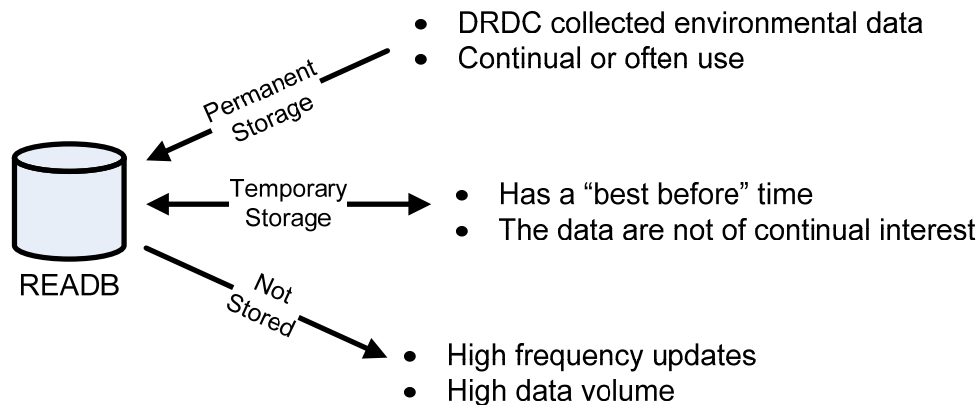 • DRDC collected environmental data
• Continual or often use
Permanent
Storage
Temporary
Storage
• Has a “best before” time
• The data are not of continual interest
READB
Not
Stored
• High frequency updates
• High data volume